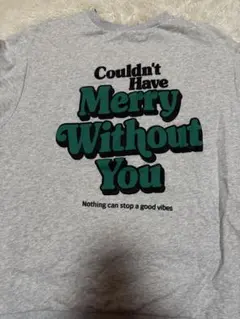 Couldn't
Have
Merry
Without
You
Nothing can stop a good vibes